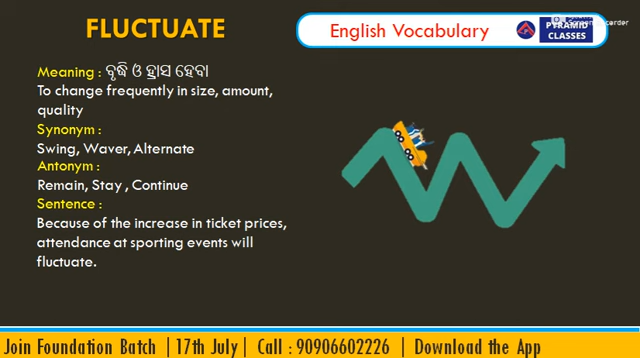 FLUCTUATE
English Vocabulary
PYRAMID
CLASSES
Meaning : ବୃଦ୍ଧି ଓ ହ୍ରାସ ହେବା
To change frequently in size, amount,
quality
Synonym :
Swing, Waver, Alternate
Antonym :
Remain, Stay , Continue
Sentence :
Because of the increase in ticket prices,
attendance at sporting events will
fluctuate.
Join Foundation Batch | 17th July | Call : 90906602226 | Download the App